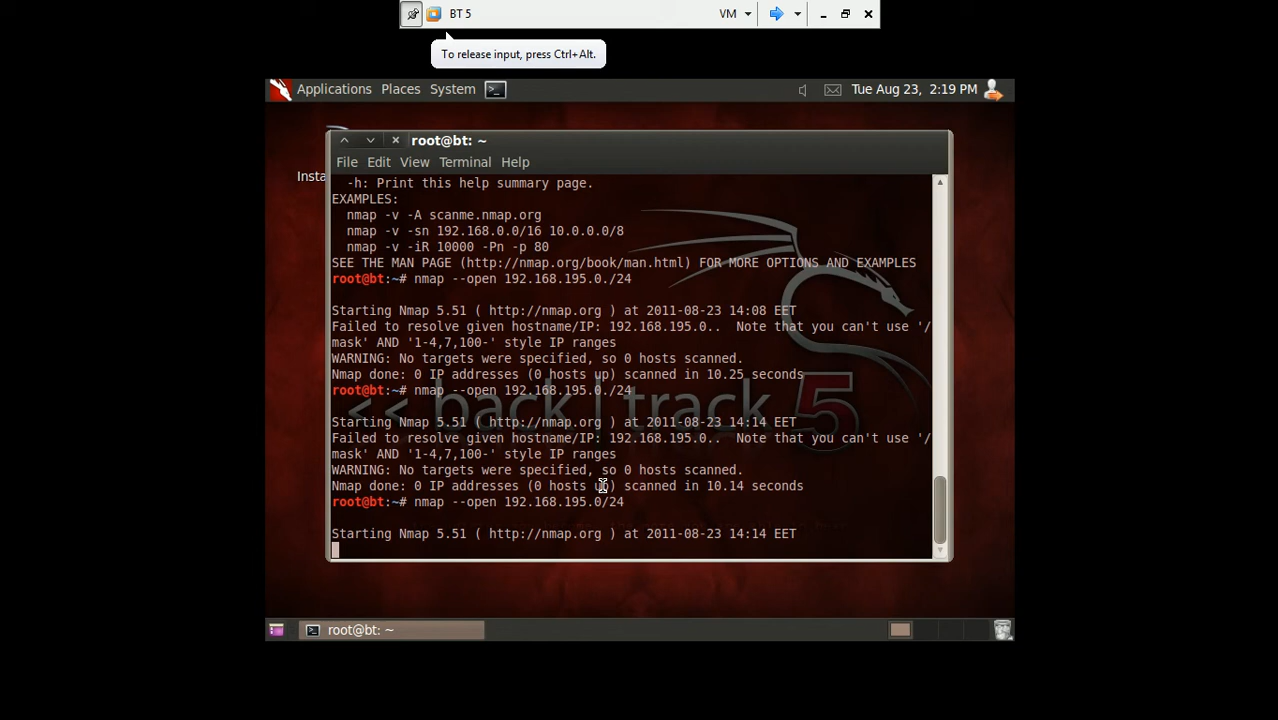 BT 5
VM
To release input, press Ctrl+Alt.
Applications Places System
Tue Aug 23, 2:19 PM
root@bt: ~
File Edit View Terminal Help
Insta
-h: Print this help summary page.
EXAMPLES:
nmap -v -A scanme.nmap.org
nmap -v -sn 192.168.0.0/16 10.0.0.0/8
nmap -v -iR 10000 -Pn -p 80
SEE THE MAN PAGE (http://nmap.org/book/man.html) FOR MORE OPTIONS AND EXAMPLES
root@bt:~# nmap --open 192.168.195.0./24
Starting Nmap 5.51 ( http://nmap.org ) at 2011-08-23 14:08 EET
Failed to resolve given hostname/IP: 192.168.195.0..  Note that you can't use '/
mask' AND '1-4,7,100-' style IP ranges
WARNING: No targets were specified, so 0 hosts scanned.
Nmap done: 0 IP addresses (0 hosts up) scanned in 10.25 seconds
root@bt:~# nmap --open 192.168.195.0./24
<< back | track 5
Starting Nmap 5.51 ( http://nmap.org ) at 2011-08-23 14:14 EET
Failed to resolve given hostname/IP: 192.168.195.0..  Note that you can't use '/
mask' AND '1-4,7,100-' style IP ranges
WARNING: No targets were specified, so 0 hosts scanned.
Nmap done: 0 IP addresses (0 hosts up) scanned in 10.14 seconds
root@bt:~# nmap --open 192.168.195.0/24
Starting Nmap 5.51 ( http://nmap.org ) at 2011-08-23 14:14 EET
root@bt: ~